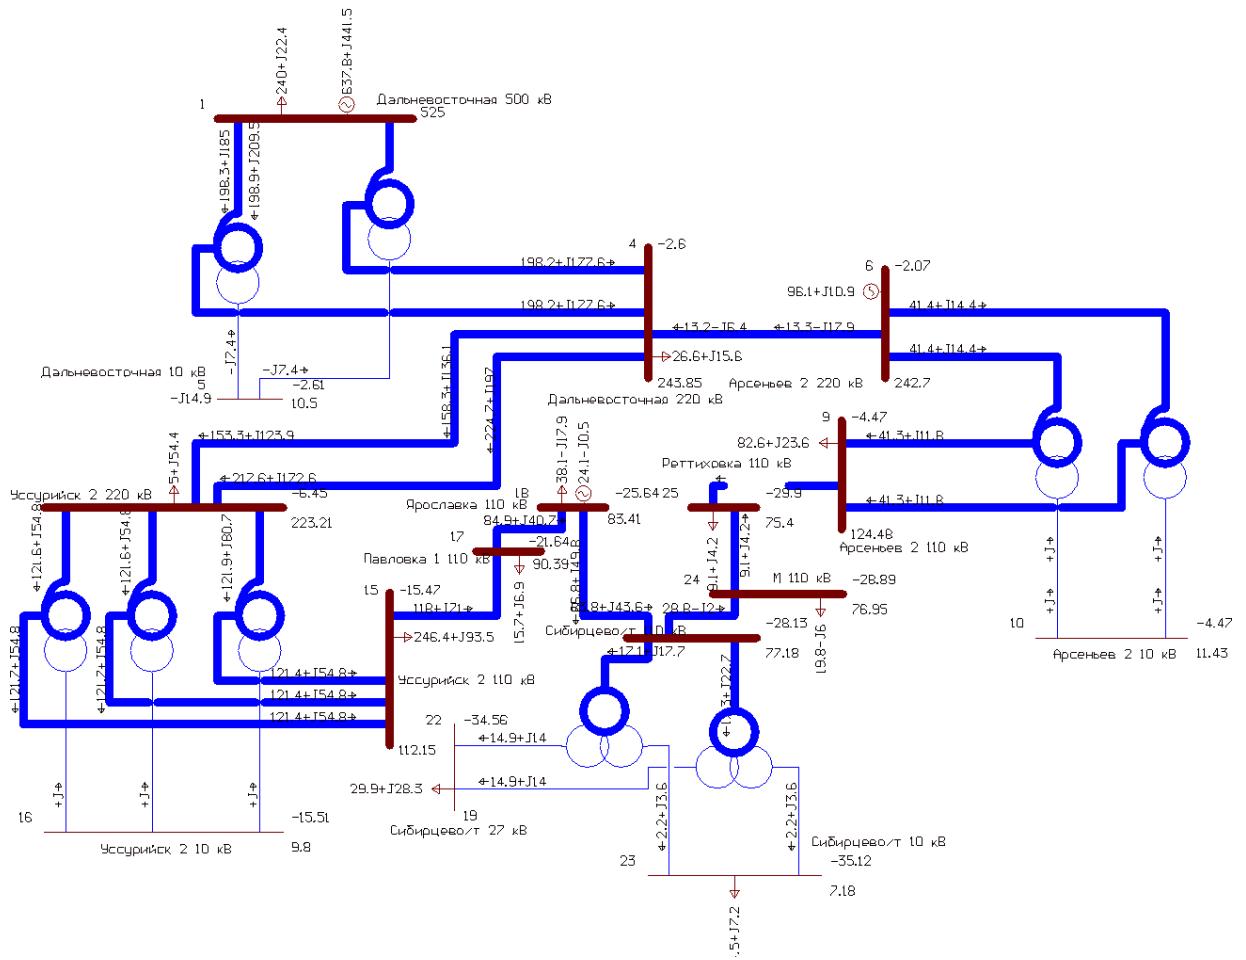 1
240+J22.4
637.8+J441.5
Дальневосточная 500 кВ
525
198.3+J185
198.9+J209.5
198.2+J177.6
198.2+J177.6
4
-2.6
6
-2.07
96.1+J10.9
41.4+J14.4
41.4+J14.4
13.2-J6.4
13.3-J17.9
26.6+J15.6
243.85
Дальневосточная 220 кВ
Арсеньев 2 220 кВ
242.7
158.3+J136.1
224.7+J197
-J7.4
-J7.4
Дальневосточная 10 кВ
5
-2.61
-J14.9
10.5
153.3+J123.9
217.6+J172.6
5+J54.4
Уссурийск 2 220 кВ
-6.45
223.21
121.6+J54.8
121.6+J54.8
121.9+J80.7
121.7+J54.8
121.7+J54.8
121.4+J54.8
121.4+J54.8
121.4+J54.8
16
+J
+J
+J
-15.51
Уссурийск 2 10 кВ
9.8
15
-15.47
118+J71
246.4+J93.5
Уссурийск 2 110 кВ
112.15
17
-21.64
Павловка 1 110 кВ
90.39
15.7+J6.9
84.9+J40.7
Ярославка 110 кВ
18
38.1-J17.9
24.1-J0.5
-25.64
83.41
25
-29.9
Реттиховка 110 кВ
75.4
9.1+J4.2
9.1+J4.2
24
М 110 кВ
-28.89
76.95
19.8-J6
28.8-J2
-28.13
77.18
17.1+J17.7
22
-34.56
14.9+J14
14.9+J14
29.9+J28.3
19
Сибирцево/т 27 кВ
2.2+J3.6
2.2+J3.6
23
Сибирцево/т 10 кВ
-35.12
7.18
9
-4.47
82.6+J23.6
41.3+J11.8
41.3+J11.8
124.48
Арсеньев 2 110 кВ
+J
+J
10
-4.47
Арсеньев 2 10 кВ
11.43